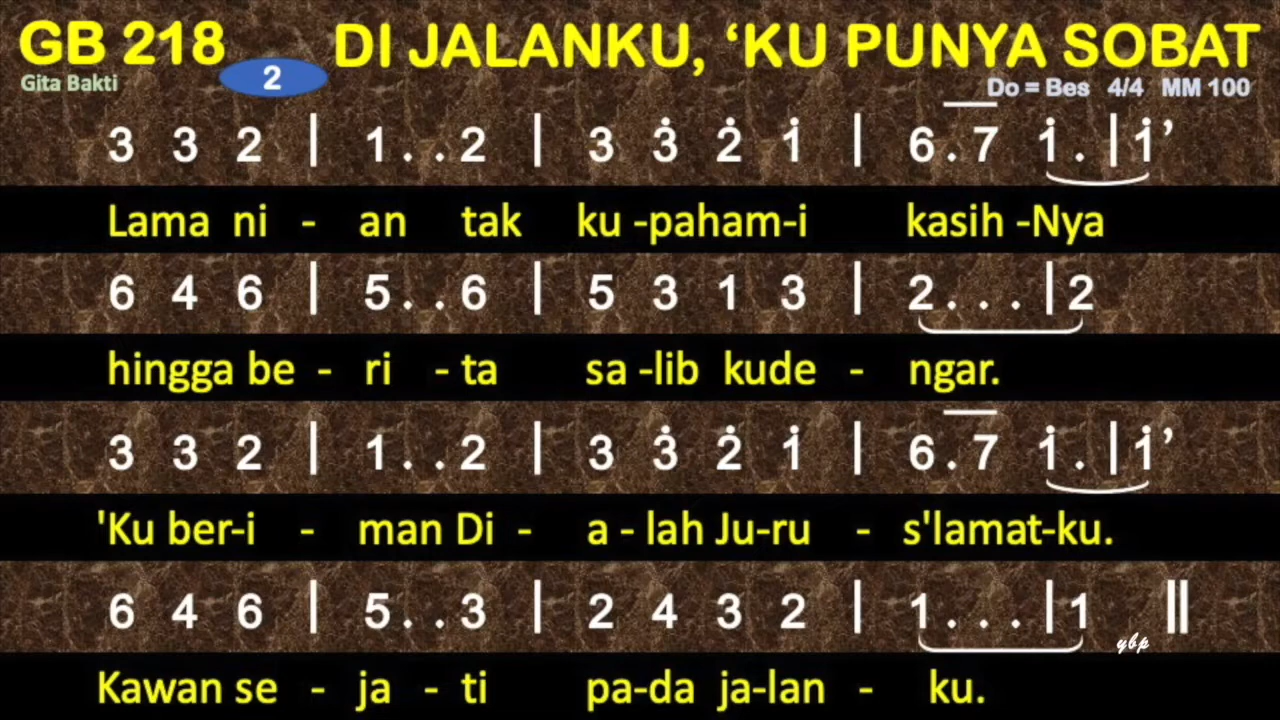 GB 218 DI JALANKU, ‘KU PUNYA SOBAT
Gita Bakti 2 Do = Bes 4/4 MM 100
3 3 2 | 1 . . 2 | 3 3̇ 2̇ 1̇ | 6 . 7 1̇ . | 1̇ ’
Lama ni - an tak ku -paham-i kasih -Nya
6 4 6 | 5 . . 6 | 5 3 1 3 | 2 . . . | 2
hingga be - ri - ta sa -lib kude - ngar.
3 3 2 | 1 . . 2 | 3 3̇ 2̇ 1̇ | 6 . 7 1̇ . | 1̇ ’
'Ku ber-i - man Di - a - lah Ju-ru - s'lamat-ku.
6 4 6 | 5 . . 3 | 2 4 3 2 | 1 . . . | 1 ||
ybp
Kawan se - ja - ti pa-da ja-lan - ku.